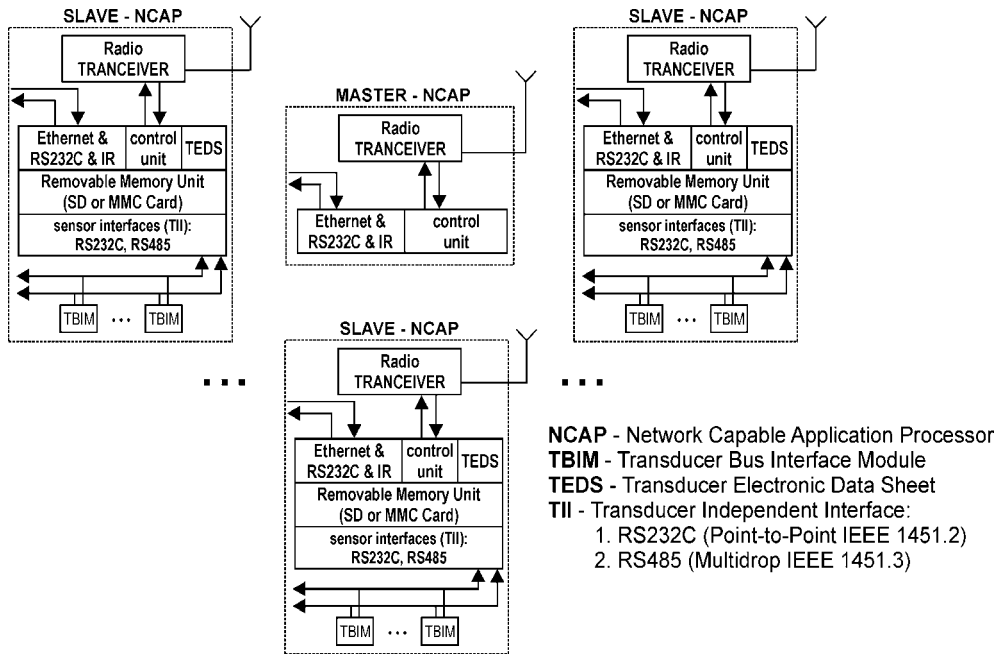 SLAVE - NCAP
Radio
TRANCEIVER
Ethernet &
RS232C & IR
control
unit
TEDS
Removable Memory Unit
(SD or MMC Card)
sensor interfaces (TII):
RS232C, RS485
TBIM ... TBIM
MASTER - NCAP
Radio
TRANCEIVER
Ethernet &
RS232C & IR
control
unit
SLAVE - NCAP
Radio
TRANCEIVER
Ethernet &
RS232C & IR
control
unit
TEDS
Removable Memory Unit
(SD or MMC Card)
sensor interfaces (TII):
RS232C, RS485
TBIM ... TBIM
... ...
SLAVE - NCAP
Radio
TRANCEIVER
Ethernet &
RS232C & IR
control
unit
TEDS
Removable Memory Unit
(SD or MMC Card)
sensor interfaces (TII):
RS232C, RS485
TBIM ... TBIM
NCAP - Network Capable Application Processor
TBIM - Transducer Bus Interface Module
TEDS - Transducer Electronic Data Sheet
TII - Transducer Independent Interface:
1. RS232C (Point-to-Point IEEE 1451.2)
2. RS485 (Multidrop IEEE 1451.3)